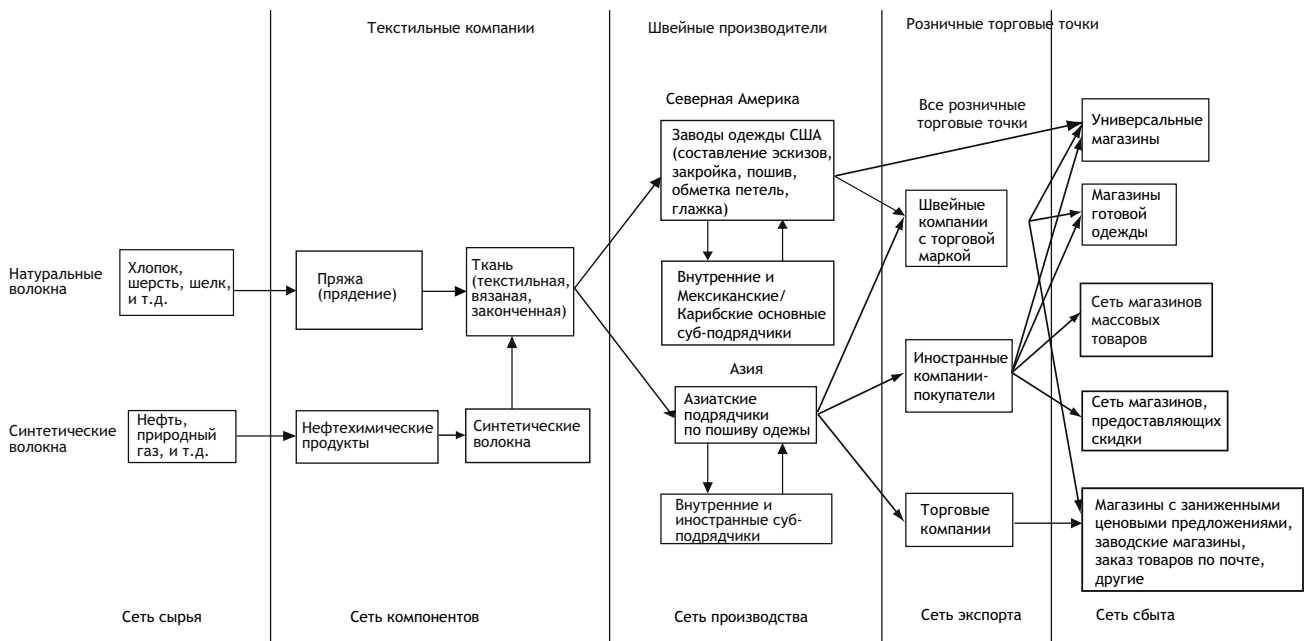 Текстильные компании
Швейные производители
Розничные торговые точки
Натуральные
волокна
Хлопок,
шерсть, шелк,
и т.д.
Пряжа
(прядение)
Ткань
(текстильная,
вязаная,
законченная)
Синтетические
волокна
Нефть,
природный
газ, и т.д.
Нефтехимические
продукты
Синтетические
волокна
Северная Америка
Заводы одежды США
(составление эскизов,
закройка, пошив,
обметка петель,
глажка)
Внутренние и
Мексиканские/
Карибские основные
суб-подрядчики
Азия
Азиатские
подрядчики
по пошиву одежы
Внутренние и
иностранные суб-
подрядчики
Все розничные
торговые точки
Швейные
компании
с торговой
маркой
Иностранные
компании-
покупатели
Торговые
компании
Универсальные
магазины
Магазины
готовой
одежды
Сеть магазинов
массовых
товаров
Сеть магазинов,
предоставляющих
скидки
Магазины с заниженными
ценовыми предложениями,
заводские магазины,
заказ товаров по почте,
другие
Сеть сырья
Сеть компонентов
Сеть производства
Сеть экспорта
Сеть сбыта